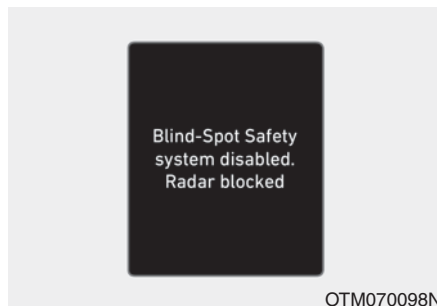 Blind-Spot Safety
system disabled.
Radar blocked
OTM070098N